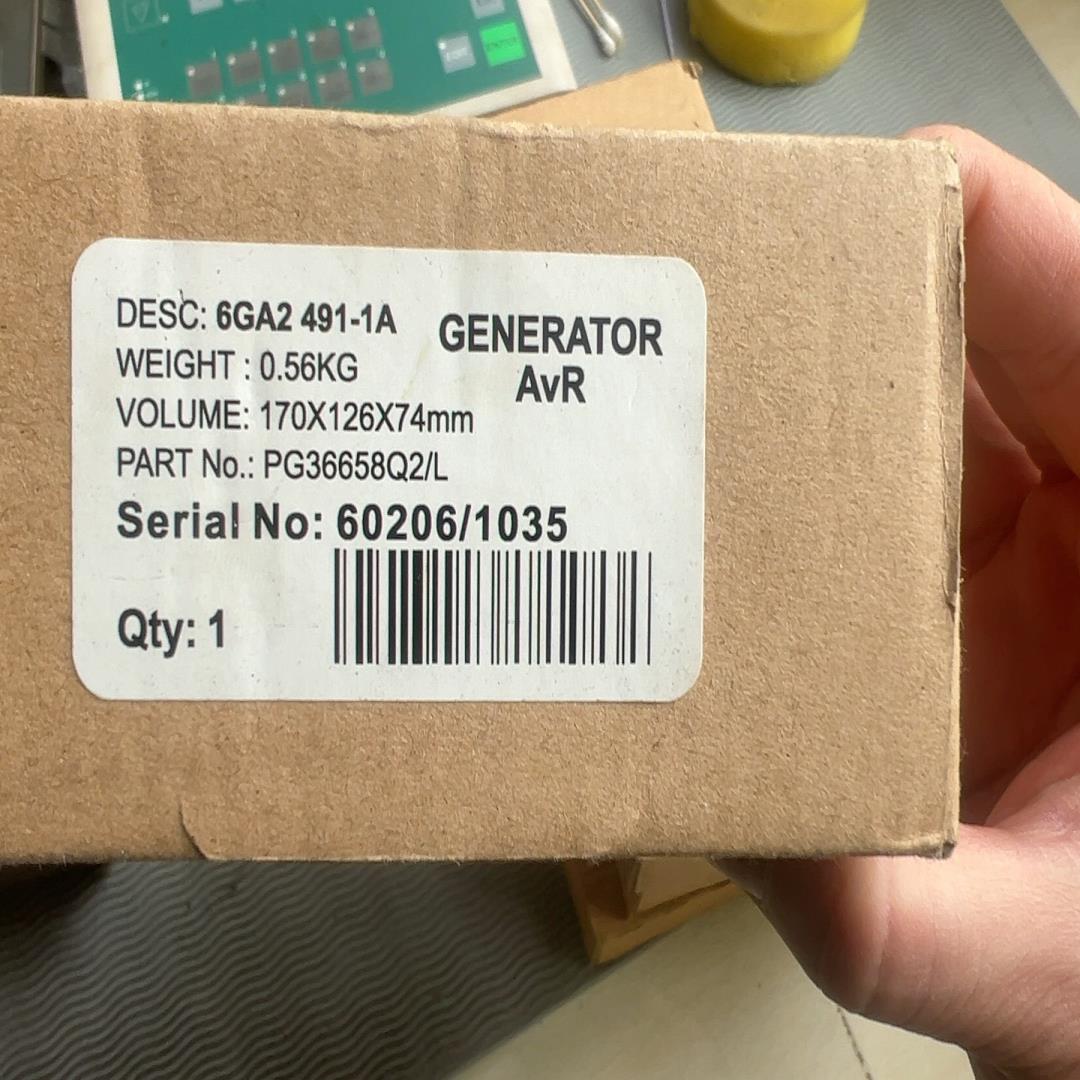 DESC: 6GA2 491-1A
GENERATOR
AvR
WEIGHT : 0.56KG
VOLUME: 170X126X74mm
PART No.: PG36658Q2/L
Serial No: 60206/1035
Qty: 1